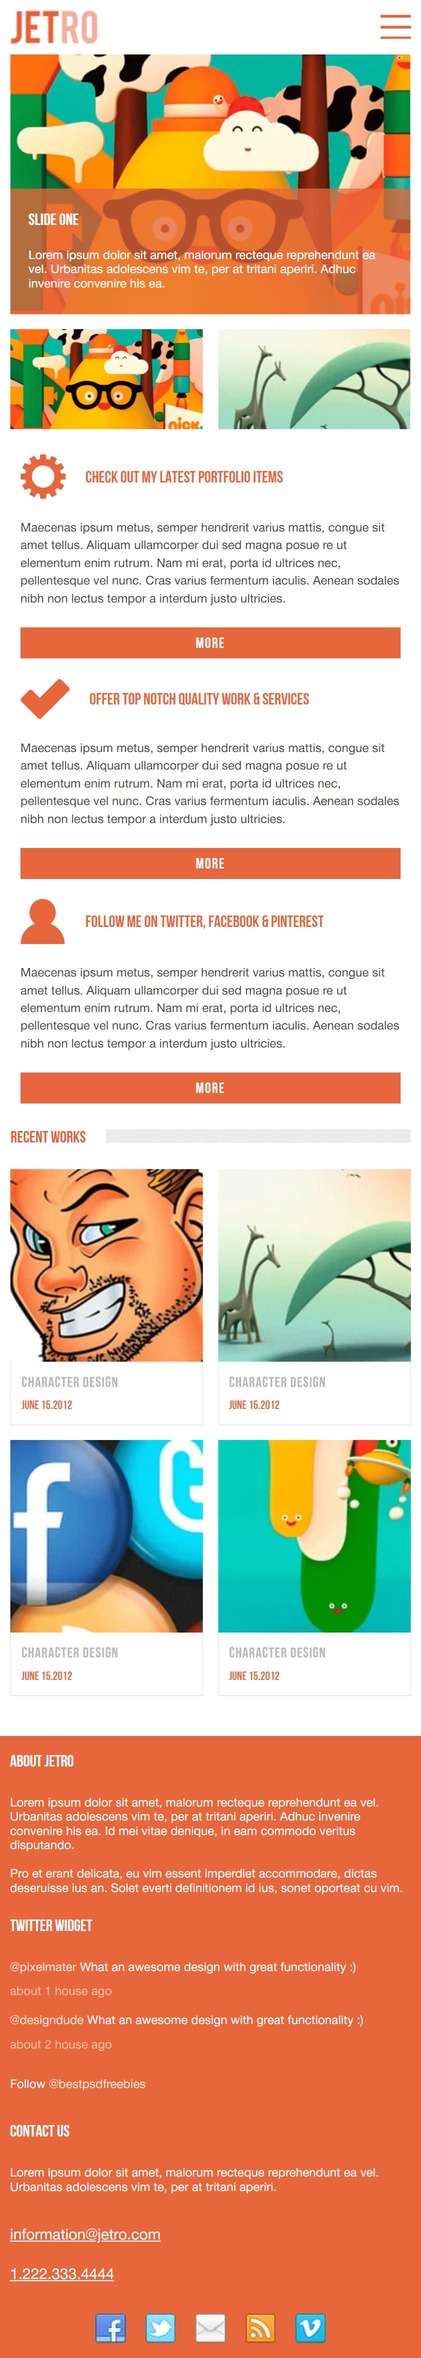 JETRO
SLIDE ONE
Lorem ipsum dolor sit amet, malorum recteque reprehendunt ea
vel. Urbanitas adolescens vim te, per at tritani aperiri. Adhuc
invenire convenire his ea.
nick
CHECK OUT MY LATEST PORTFOLIO ITEMS
Maecenas ipsum metus, semper hendrerit varius mattis, congue sit
amet tellus. Aliquam ullamcorper dui sed magna posue re ut
elementum enim rutrum. Nam mi erat, porta id ultrices nec,
pellentesque vel nunc. Cras varius fermentum iaculis. Aenean sodales
nibh non lectus tempor a interdum justo ultricies.
MORE
OFFER TOP NOTCH QUALITY WORK & SERVICES
Maecenas ipsum metus, semper hendrerit varius mattis, congue sit
amet tellus. Aliquam ullamcorper dui sed magna posue re ut
elementum enim rutrum. Nam mi erat, porta id ultrices nec,
pellentesque vel nunc. Cras varius fermentum iaculis. Aenean sodales
nibh non lectus tempor a interdum justo ultricies.
MORE
FOLLOW ME ON TWITTER, FACEBOOK & PINTEREST
Maecenas ipsum metus, semper hendrerit varius mattis, congue sit
amet tellus. Aliquam ullamcorper dui sed magna posue re ut
elementum enim rutrum. Nam mi erat, porta id ultrices nec,
pellentesque vel nunc. Cras varius fermentum iaculis. Aenean sodales
nibh non lectus tempor a interdum justo ultricies.
MORE
RECENT WORKS
CHARACTER DESIGN
JUNE 15.2012
CHARACTER DESIGN
JUNE 15.2012
CHARACTER DESIGN
JUNE 15.2012
CHARACTER DESIGN
JUNE 15.2012
ABOUT JETRO
Lorem ipsum dolor sit amet, malorum recteque reprehendunt ea vel.
Urbanitas adolescens vim te, per at tritani aperiri. Adhuc invenire
convenire his ea. Id mei vitae denique, in eam commodo veritus
disputando.
Pro et erant delicata, eu vim essent imperdiet accommodare, dictas
deseruisse ius an. Solet everti definitionem id ius, sonet oporteat cu vim.
TWITTER WIDGET
@pixelmater What an awesome design with great functionality :)
about 1 house ago
@designdude What an awesome design with great functionality :)
about 2 house ago
Follow @bestpsdfreebies
CONTACT US
Lorem ipsum dolor sit amet, malorum recteque reprehendunt ea vel.
Urbanitas adolescens vim te, per at tritani aperiri.
information@jetro.com
1.222.333.4444